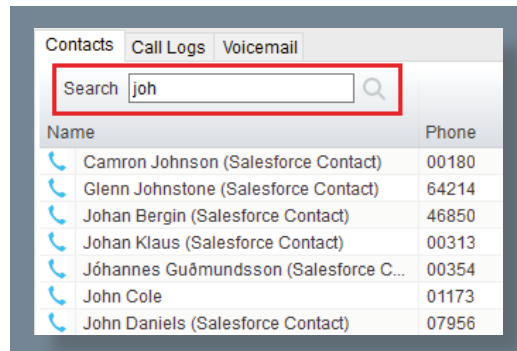 Contacts Call Logs Voicemail
Search joh
Name Phone
Camron Johnson (Salesforce Contact) 00180
Glenn Johnstone (Salesforce Contact) 64214
Johan Bergin (Salesforce Contact) 46850
Johan Klaus (Salesforce Contact) 00313
Jóhannes Guðmundsson (Salesforce C... 00354
John Cole 01173
John Daniels (Salesforce Contact) 07956